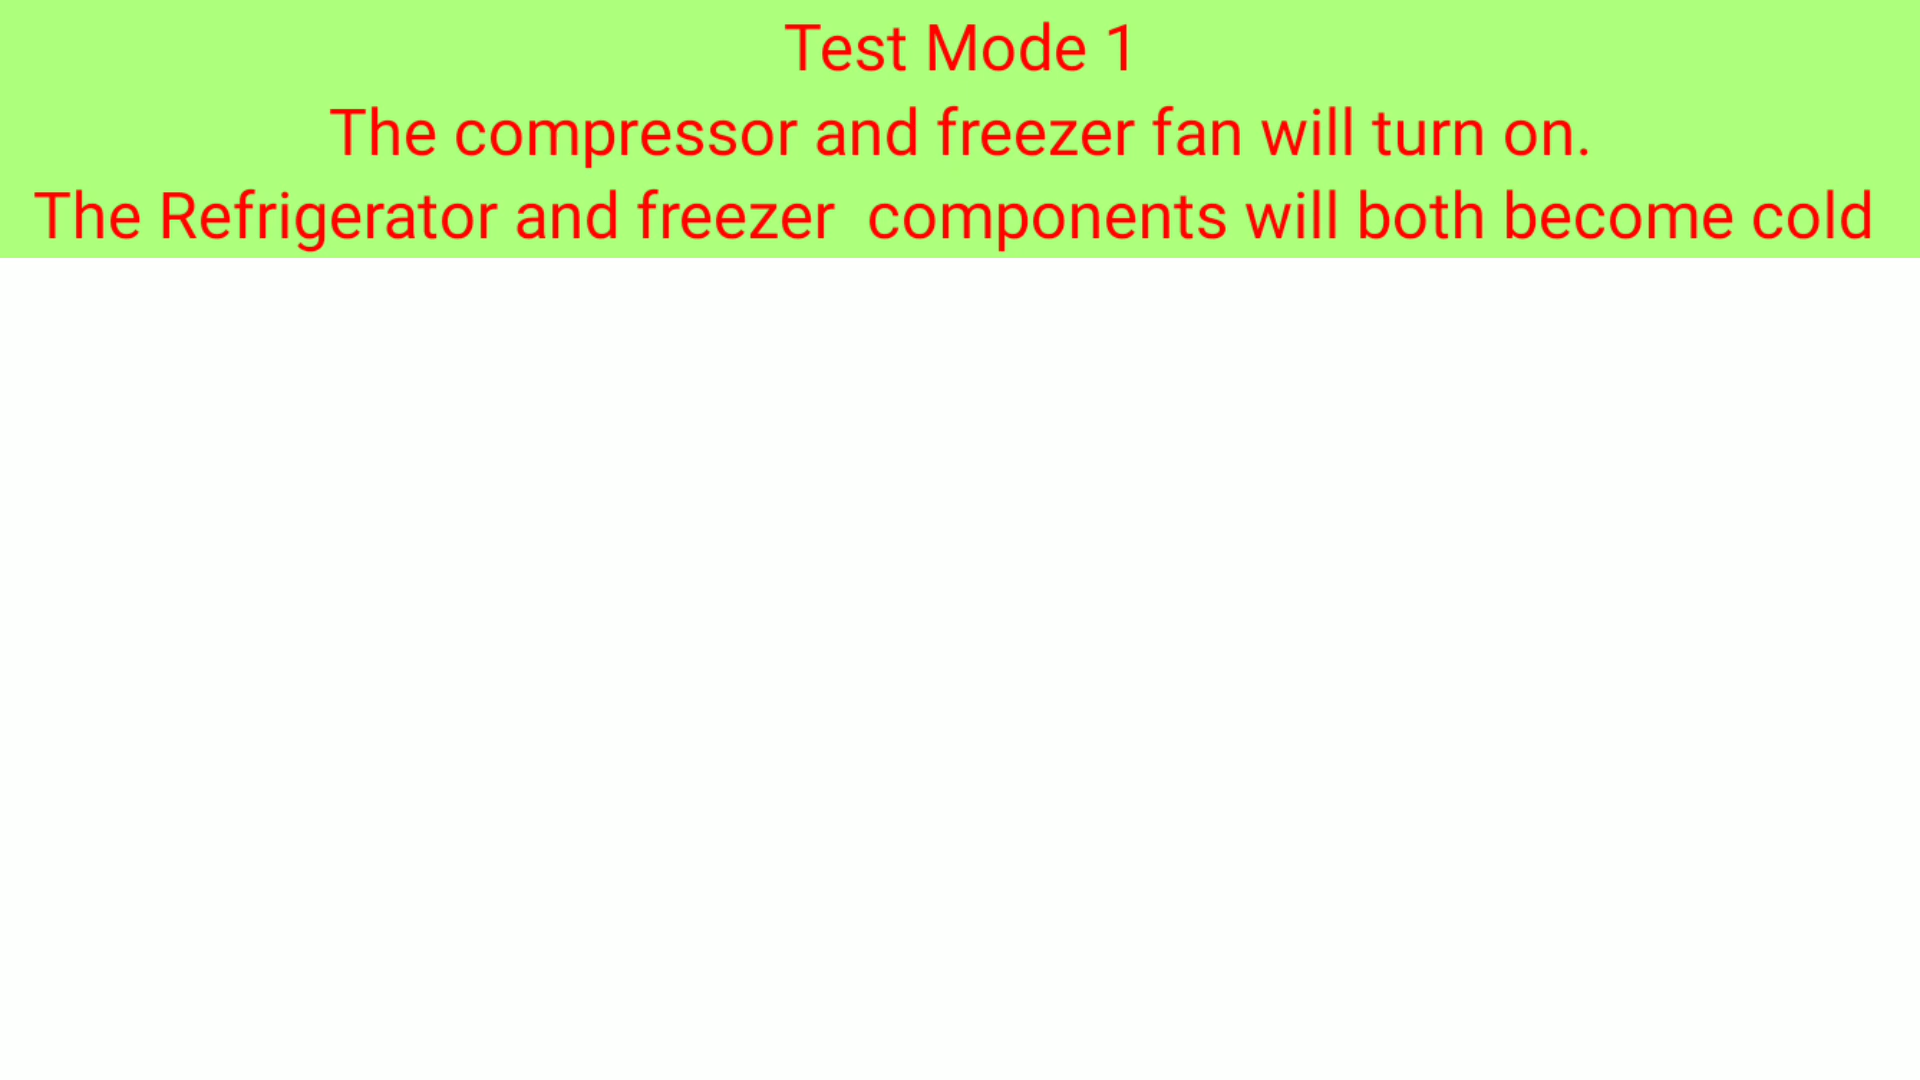 Test Mode 1
The compressor and freezer fan will turn on.
The Refrigerator and freezer  components will both become cold